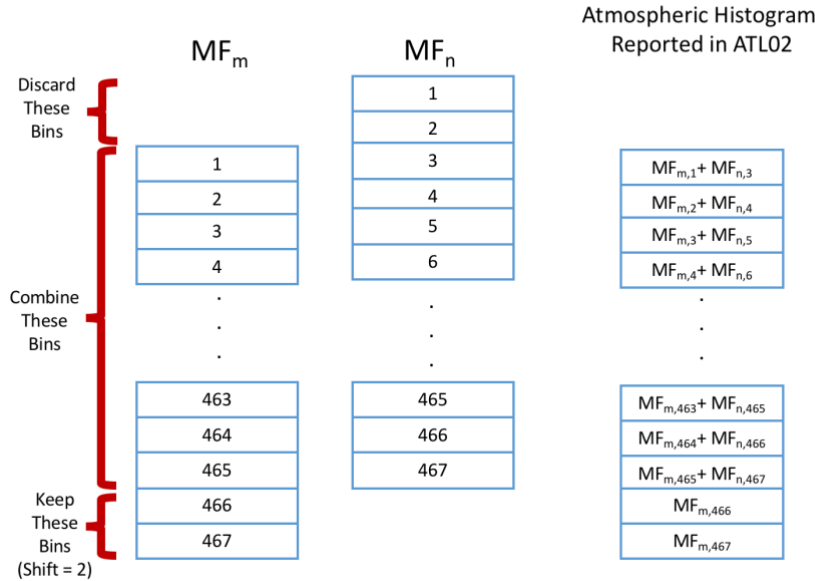 Atmospheric Histogram
Reported in ATL02
MFm
MFn
Discard
These
Bins
1
2
3
4
5
6
1
2
3
4
.
.
.
.
.
.
MFm,1+ MFn,3
MFm,2+ MFn,4
MFm,3+ MFn,5
MFm,4+ MFn,6
.
.
.
Combine
These
Bins
463
464
465
466
467
465
466
467
MFm,463+ MFn,465
MFm,464+ MFn,466
MFm,465+ MFn,467
MFm,466
MFm,467
Keep
These
Bins
(Shift = 2)